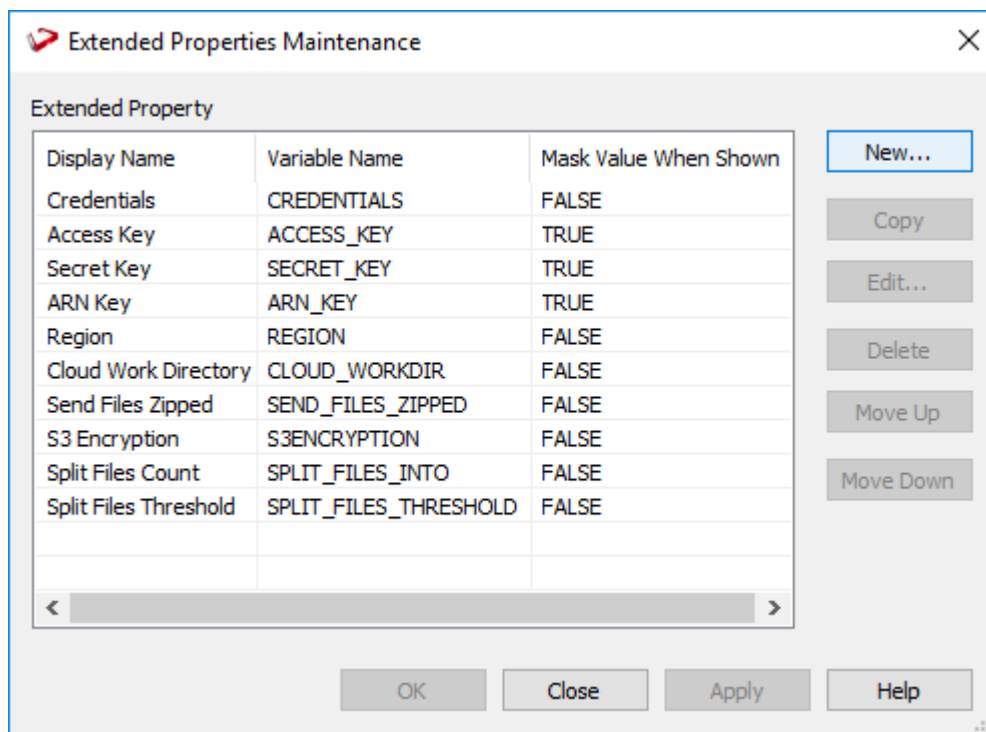 Extended Properties Maintenance
Extended Property
Display Name Variable Name Mask Value When Shown
Credentials CREDENTIALS FALSE
Access Key ACCESS_KEY TRUE
Secret Key SECRET_KEY TRUE
ARN Key ARN_KEY TRUE
Region REGION FALSE
Cloud Work Directory CLOUD_WORKDIR FALSE
Send Files Zipped SEND_FILES_ZIPPED FALSE
S3 Encryption S3ENCRYPTION FALSE
Split Files Count SPLIT_FILES_INTO FALSE
Split Files Threshold SPLIT_FILES_THRESHOLD FALSE
New...
Copy
Edit...
Delete
Move Up
Move Down
OK Close Apply Help